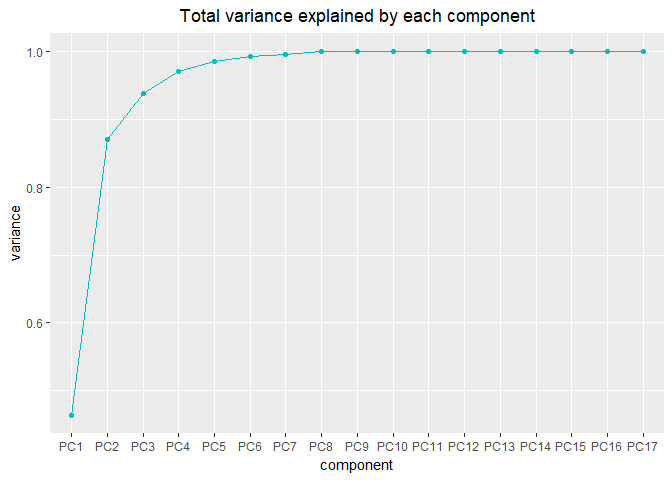 Total variance explained by each component
1.0
0.8
0.6
variance
PC1 PC2 PC3 PC4 PC5 PC6 PC7 PC8 PC9 PC10 PC11 PC12 PC13 PC14 PC15 PC16 PC17
component